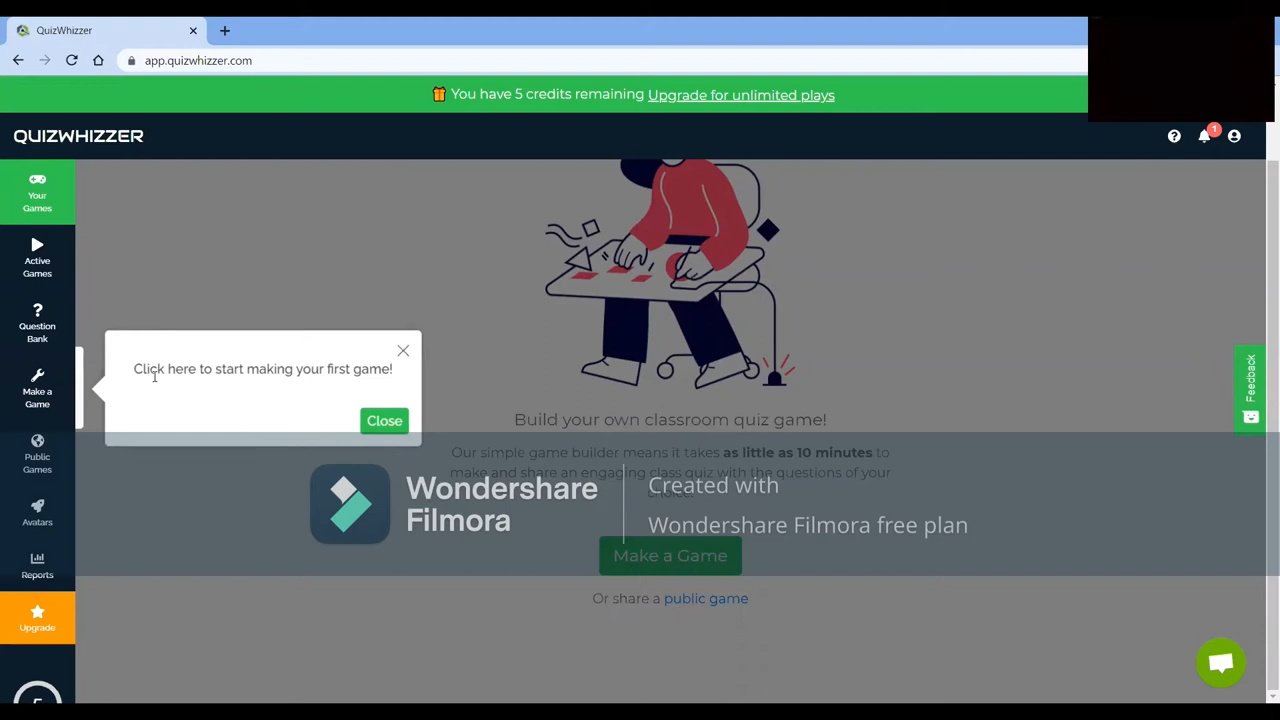 QuizWhizzer
app.quizwhizzer.com
You have 5 credits remaining Upgrade for unlimited plays
QUIZWHIZZER
1
Your
Games
Active
Games
Question
Bank
Make a
Game
Public
Games
Avatars
Reports
Upgrade
Click here to start making your first game!
Close
Build your own classroom quiz game!
Our simple game builder means it takes as little as 10 minutes to
make and share an engaging class quiz with the questions of your
choice.
Make a Game
Or share a public game
Feedback
Wondershare
Filmora
Created with
Wondershare Filmora free plan